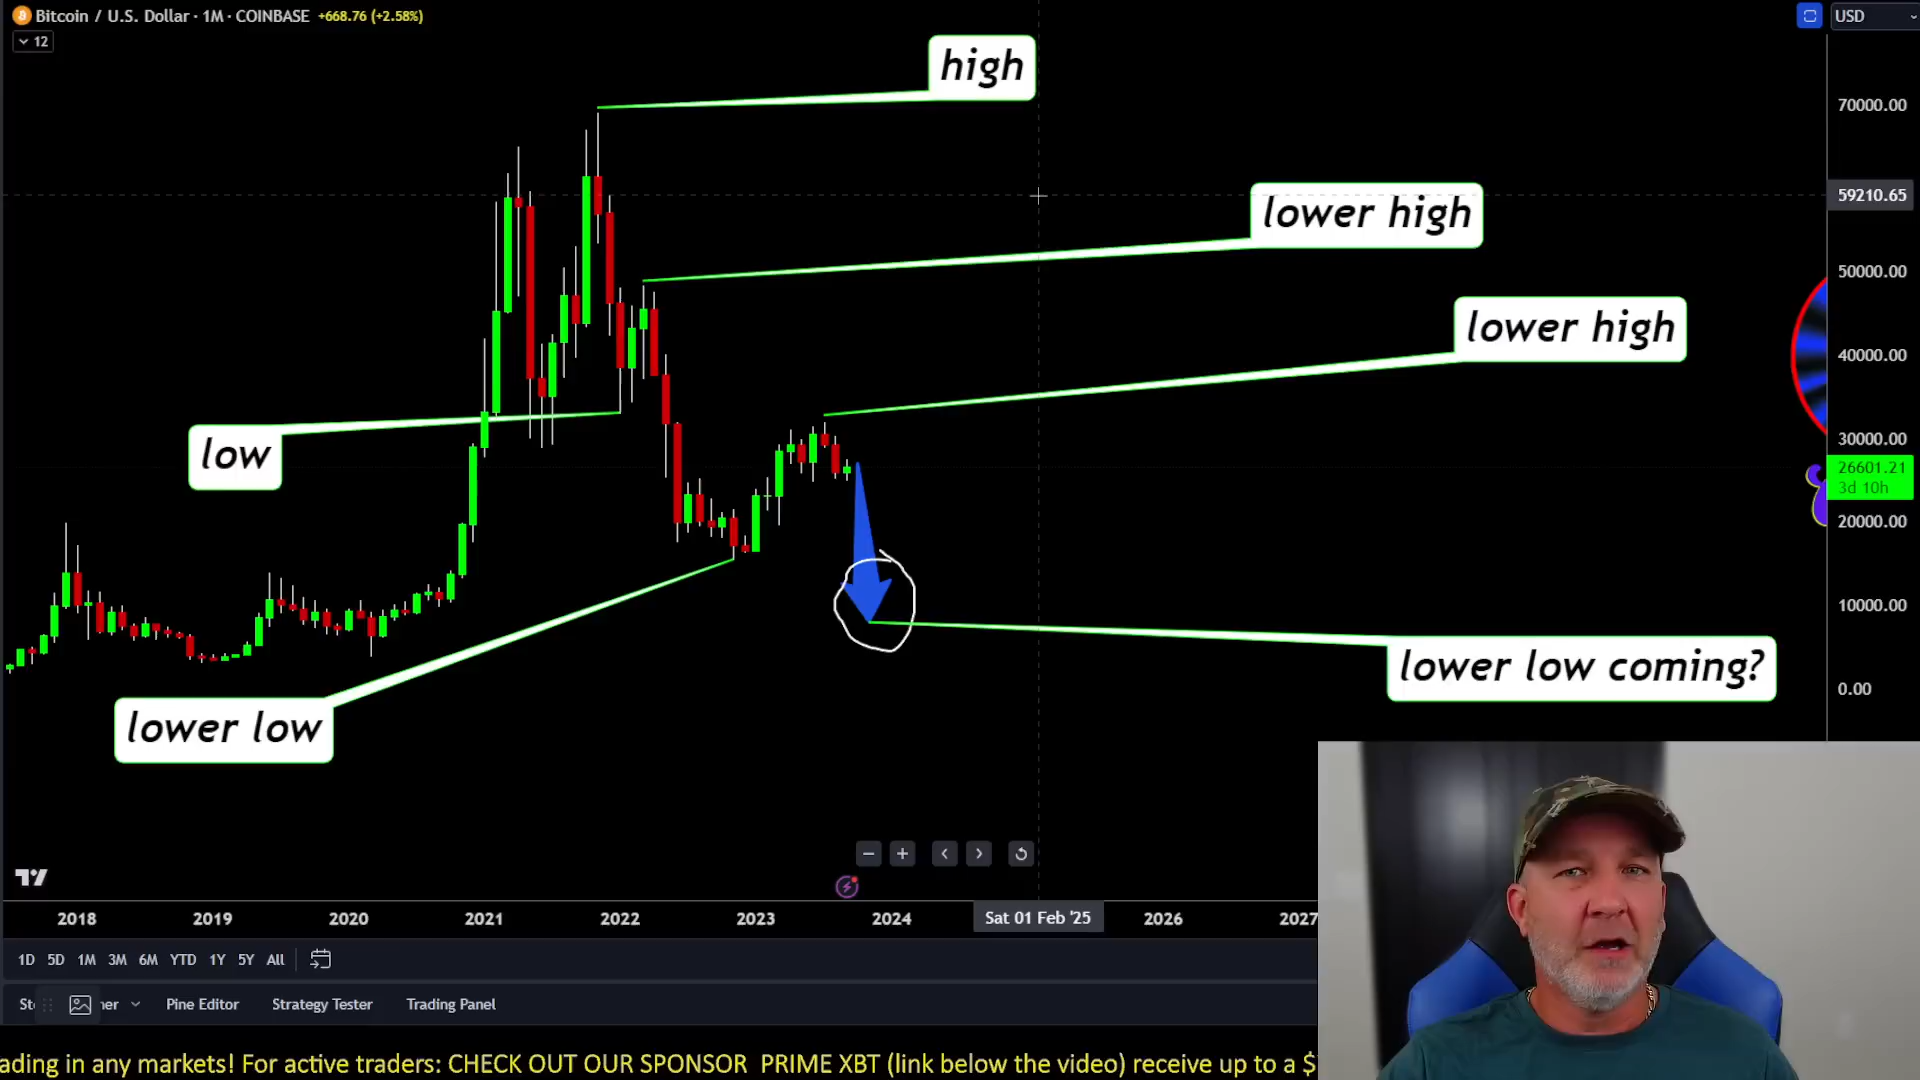 Bitcoin / U.S. Dollar · 1M · COINBASE +668.76 (+2.58%)
USD
12
high
70000.00
59210.65
lower high
50000.00
lower high
40000.00
low
30000.00
26601.21
3d 10h
20000.00
10000.00
lower low coming?
0.00
lower low
2018 2019 2020 2021 2022 2023 2024 Sat 01 Feb '25 2026 2027
1D 5D 1M 3M 6M YTD 1Y 5Y All
Pine Editor Strategy Tester Trading Panel
ading in any markets! For active traders: CHECK OUT OUR SPONSOR PRIME XBT (link below the video) receive up to a $